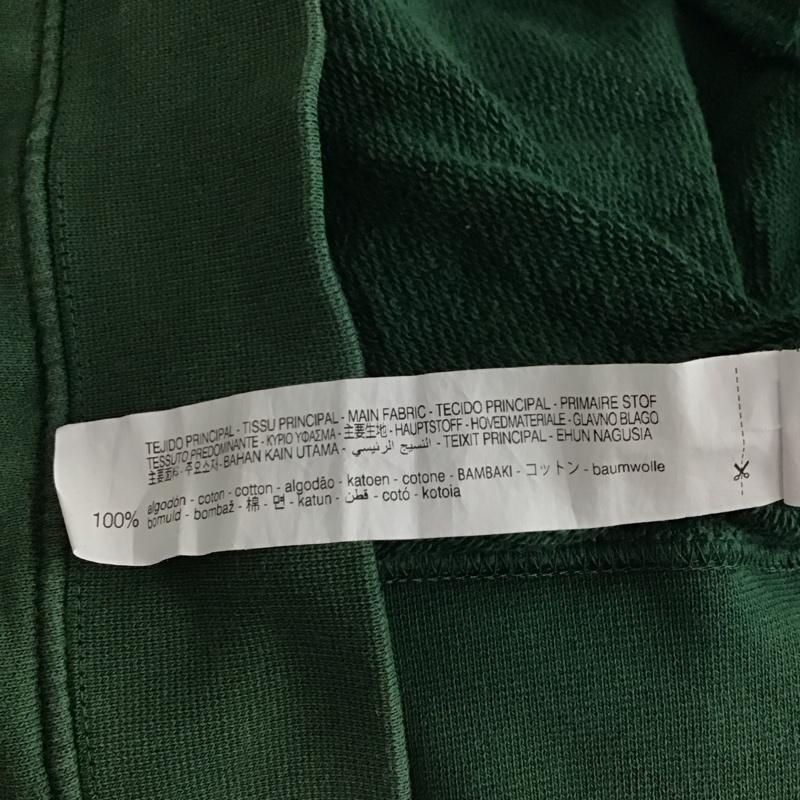 TEJIDO PRINCIPAL - TISSU PRINCIPAL - MAIN FABRIC - TECIDO PRINCIPAL - PRIMAIRE STOF
TESSUTO PREDOMINANTE - ΚΥΡΙΟ ΥΦΑΣΜΑ - 主要生地 - HAUPTSTOFF - HOVEDMATERIALE - GLAVNO BLAGO
主要面料 - 주요소재 - BAHAN KAIN UTAMA - النسيج الرئيسي - TEIXIT PRINCIPAL - EHUN NAGUSIA
100% algodón - coton - cotton - algodão - katoen - cotone - ΒΑΜΒΑΚΙ - コットン - baumwolle
bomuld - bombaž - 棉 - 면 - katun - قطن - cotó - kotoia